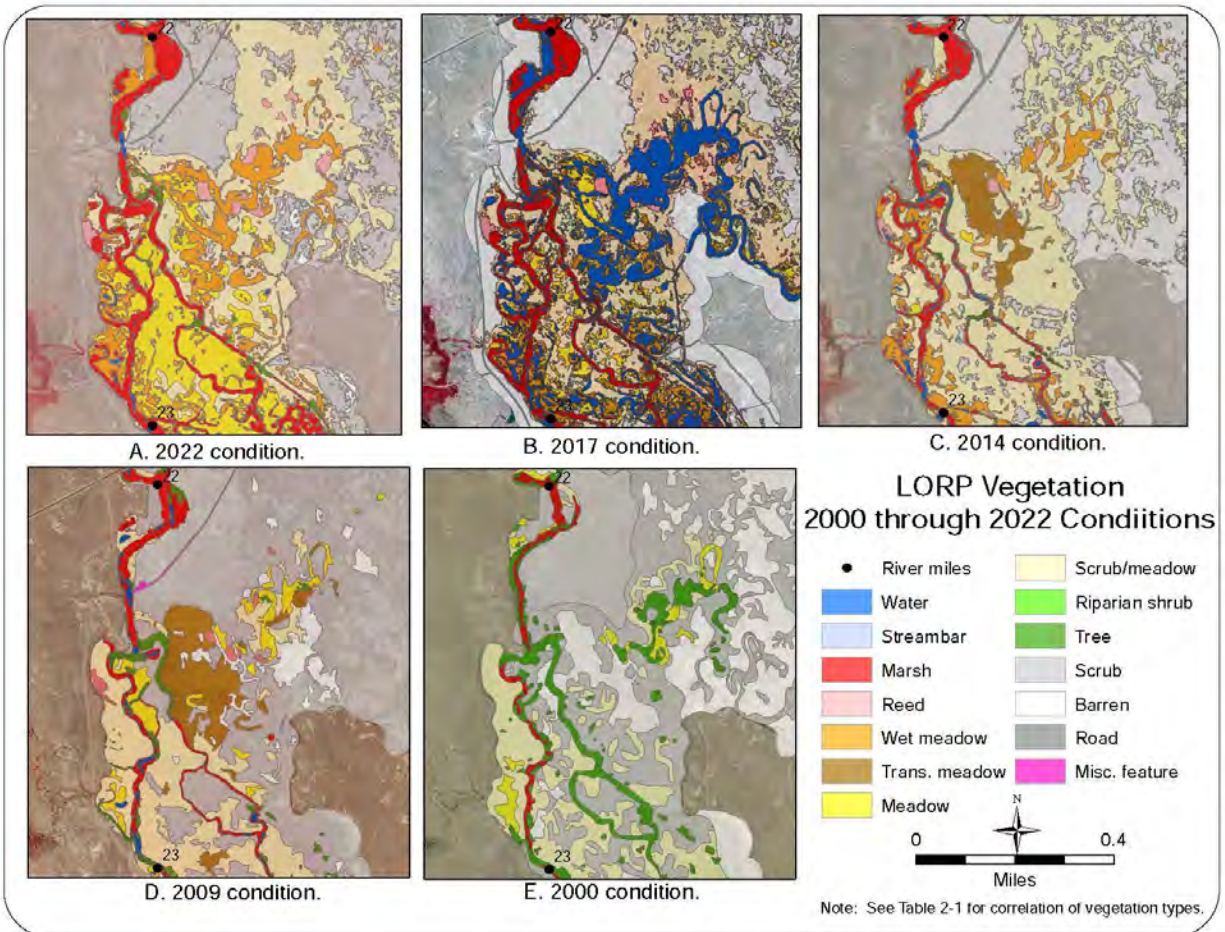 22
23
A. 2022 condition.
22
23
B. 2017 condition.
22
23
C. 2014 condition.
22
23
D. 2009 condition.
22
23
E. 2000 condition.
LORP Vegetation
2000 through 2022 Condiitions
River miles
Water
Streambar
Marsh
Reed
Wet meadow
Trans. meadow
Meadow
Scrub/meadow
Riparian shrub
Tree
Scrub
Barren
Road
Misc. feature
N
0 0.4
Miles
Note: See Table 2-1 for correlation of vegetation types.